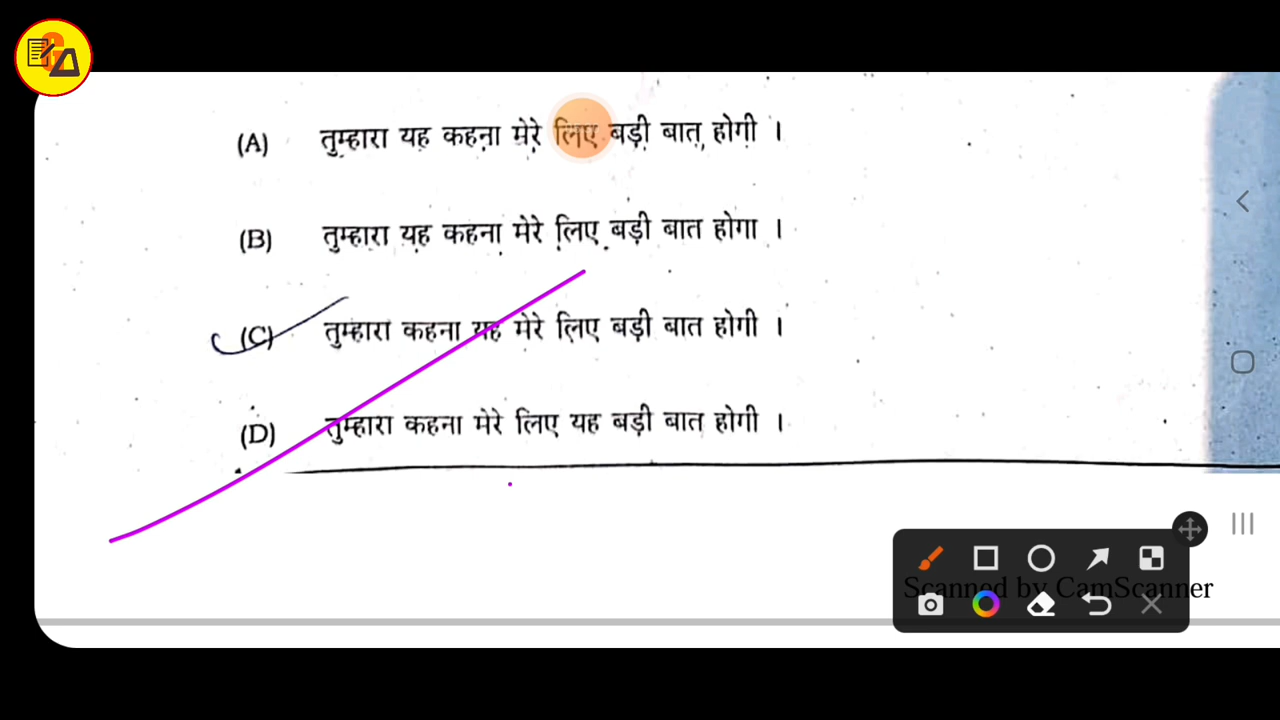 (A) तुम्हारा यह कहना मेरे लिए बड़ी बात होगी ।
(B) तुम्हारा यह कहना मेरे लिए बड़ी बात होगा ।
(C) तुम्हारा कहना यह मेरे लिए बड़ी बात होगी ।
(D) तुम्हारा कहना मेरे लिए यह बड़ी बात होगी ।
Scanned by CamScanner